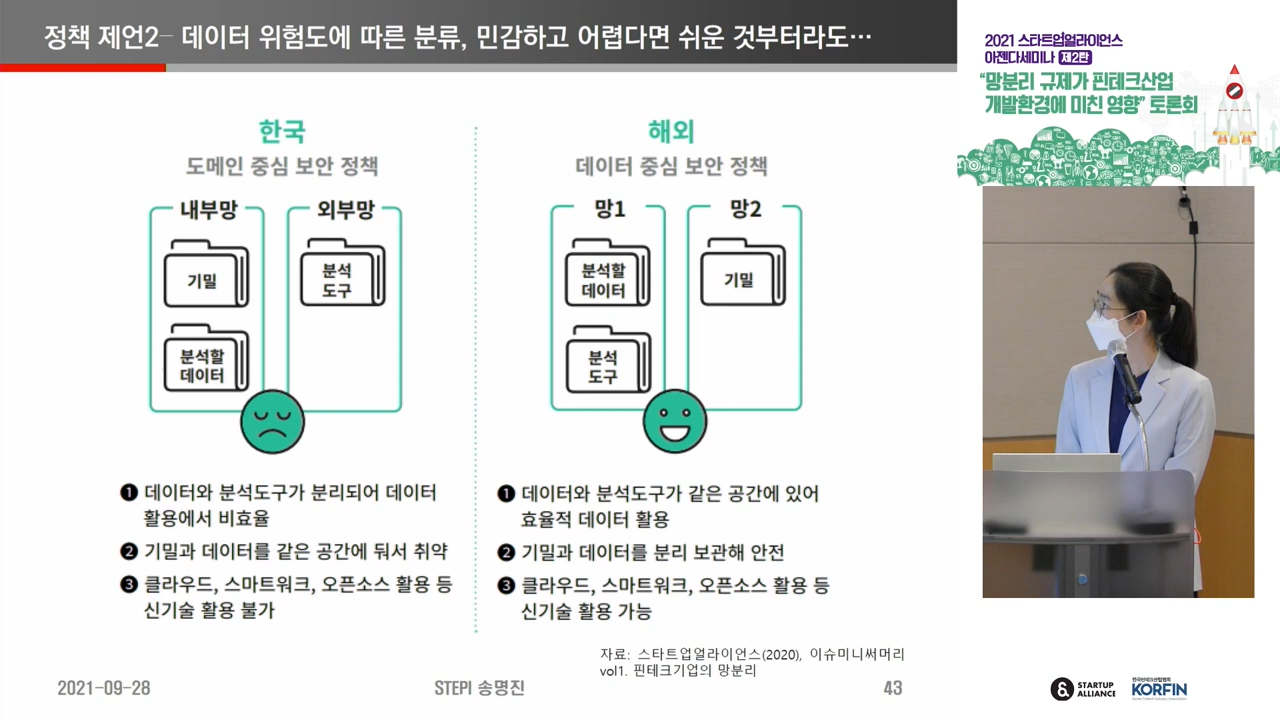 정책 제언2- 데이터 위험도에 따른 분류, 민감하고 어렵다면 쉬운 것부터라도…
한국
도메인 중심 보안 정책
내부망
외부망
기밀
분석
도구
분석할
데이터
❶ 데이터와 분석도구가 분리되어 데이터
활용에서 비효율
❷ 기밀과 데이터를 같은 공간에 둬서 취약
❸ 클라우드, 스마트워크, 오픈소스 활용 등
신기술 활용 불가
해외
데이터 중심 보안 정책
망1
망2
분석할
데이터
기밀
분석
도구
❶ 데이터와 분석도구가 같은 공간에 있어
효율적 데이터 활용
❷ 기밀과 데이터를 분리 보관해 안전
❸ 클라우드, 스마트워크, 오픈소스 활용 등
신기술 활용 가능
자료: 스타트업얼라이언스(2020), 이슈미니써머리
vol1. 핀테크기업의 망분리
2021-09-28
STEPI 송명진
43
2021 스타트업얼라이언스
아젠다세미나 제2탄
“망분리 규제가 핀테크산업
개발환경에 미친 영향” 토론회
STARTUP
ALLIANCE
한국핀테크산업협회
KORFIN